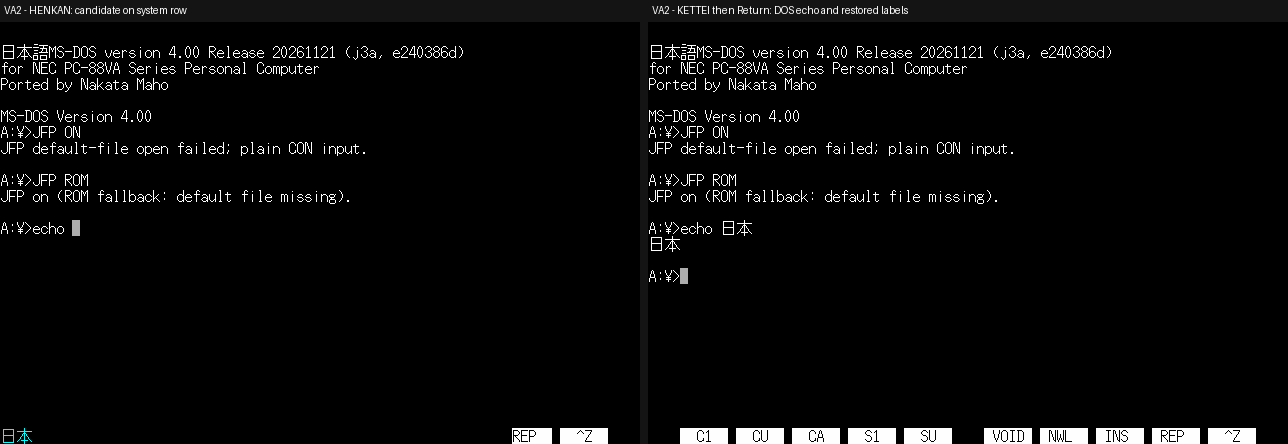 VA2 - HENKAN: candidate on system row
日本語MS-DOS version 4.00 Release 20261121 (j3a, e240386d)
for NEC PC-88VA Series Personal Computer
Ported by Nakata Maho
MS-DOS Version 4.00
A:¥>JFP ON
JFP default-file open failed; plain CON input.
A:¥>JFP ROM
JFP on (ROM fallback: default file missing).
A:¥>echo
日本 REP ^Z
VA2 - KETTEI then Return: DOS echo and restored labels
日本語MS-DOS version 4.00 Release 20261121 (j3a, e240386d)
for NEC PC-88VA Series Personal Computer
Ported by Nakata Maho
MS-DOS Version 4.00
A:¥>JFP ON
JFP default-file open failed; plain CON input.
A:¥>JFP ROM
JFP on (ROM fallback: default file missing).
A:¥>echo 日本
日本
A:¥>
C1 CU CA S1 SU VOID NWL INS REP ^Z